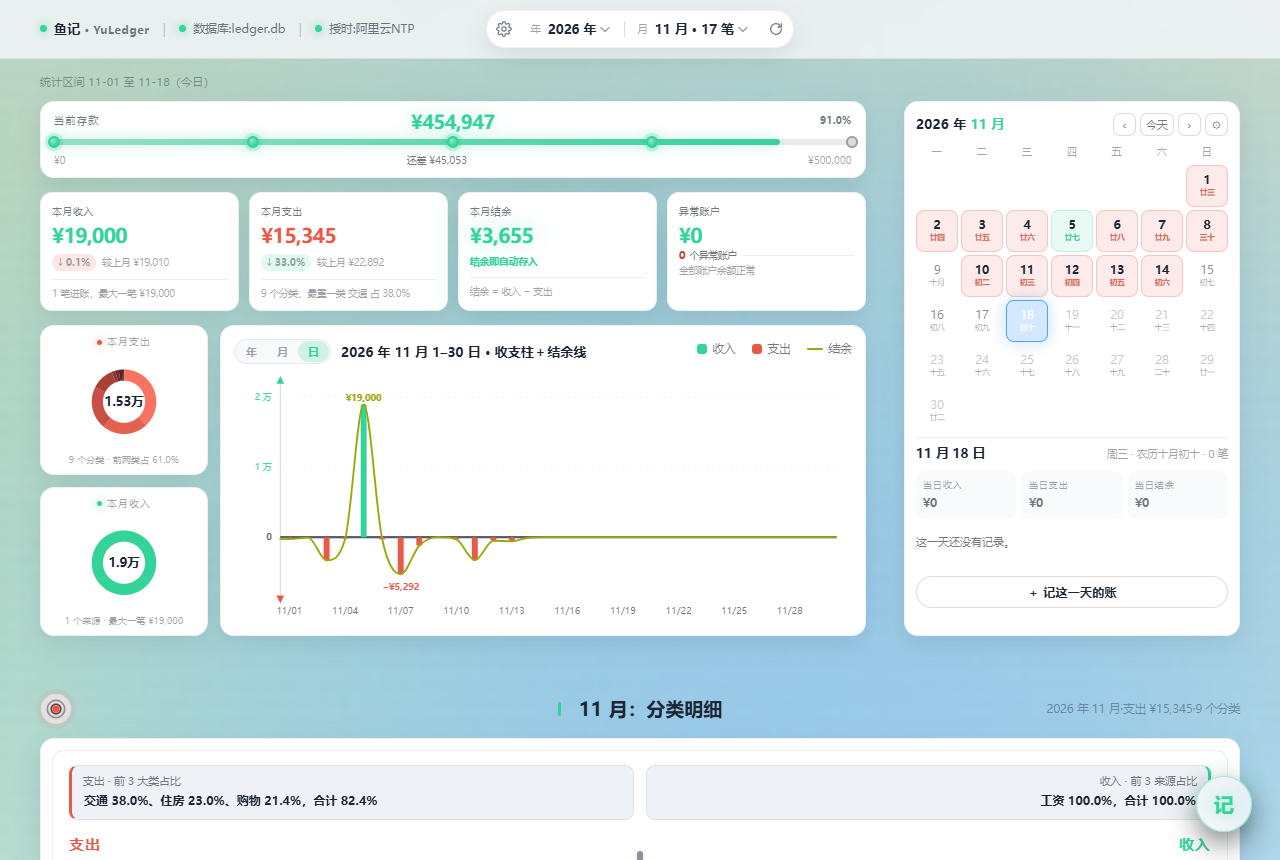 鱼记 • YuLedger | 数据库:ledger.db | 授时:阿里云NTP
年 2026 年 月 11 月 • 17 笔
统计区间 11-01 至 11-18（今日）
当前存款 ¥454,947 91.0%
¥0 还差 ¥45,053 ¥500,000
本月收入
¥19,000
↓ 0.1% 较上月 ¥19,010
1 笔进账，最大一笔 ¥19,000
本月支出
¥15,345
↓ 33.0% 较上月 ¥22,892
9 个分类，最重一类 交通 占 38.0%
本月结余
¥3,655
结余即自动存入
结余 = 收入 − 支出
异常账户
¥0
0 个异常账户
全部账户余额正常
本月支出
1.53万
9 个分类 · 前两类占 61.0%
本月收入
1.9万
1 个来源 · 最大一笔 ¥19,000
年 月 日 2026 年 11 月 1–30 日 • 收支柱 + 结余线 收入 支出 结余
2 万
1 万
0
¥19,000
−¥5,292
11/01 11/04 11/07 11/10 11/13 11/16 11/19 11/22 11/25 11/28
2026 年 11 月 ‹ 今天 › ⊙
一 二 三 四 五 六 日
1
廿三
2 3 4 5 6 7 8
廿四 廿五 廿六 廿七 廿八 廿九 三十
9 10 11 12 13 14 15
十月 初二 初三 初四 初五 初六 初七
16 17 18 19 20 21 22
初八 初九 初十 十一 十二 十三 十四
23 24 25 26 27 28 29
十五 十六 十七 十八 十九 二十 廿一
30
廿二
11 月 18 日 周三 · 农历十月初十 · 0 笔
当日收入 当日支出 当日结余
¥0 ¥0 ¥0
这一天还没有记录。
+ 记这一天的账
11 月：分类明细
2026 年 11 月·支出 ¥15,345·9 个分类
支出 · 前 3 大类占比
交通 38.0%、住房 23.0%、购物 21.4%，合计 82.4%
收入 · 前 3 来源占比
工资 100.0%，合计 100.0%
记
支出 收入